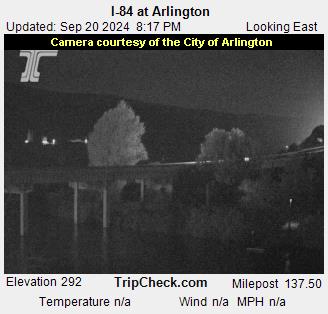 I-84 at Arlington
Updated: Sep 20 2024 8:17 PM Looking East
Camera courtesy of the City of Arlington
Elevation 292 TripCheck.com Milepost 137.50
Temperature n/a Wind n/a MPH n/a